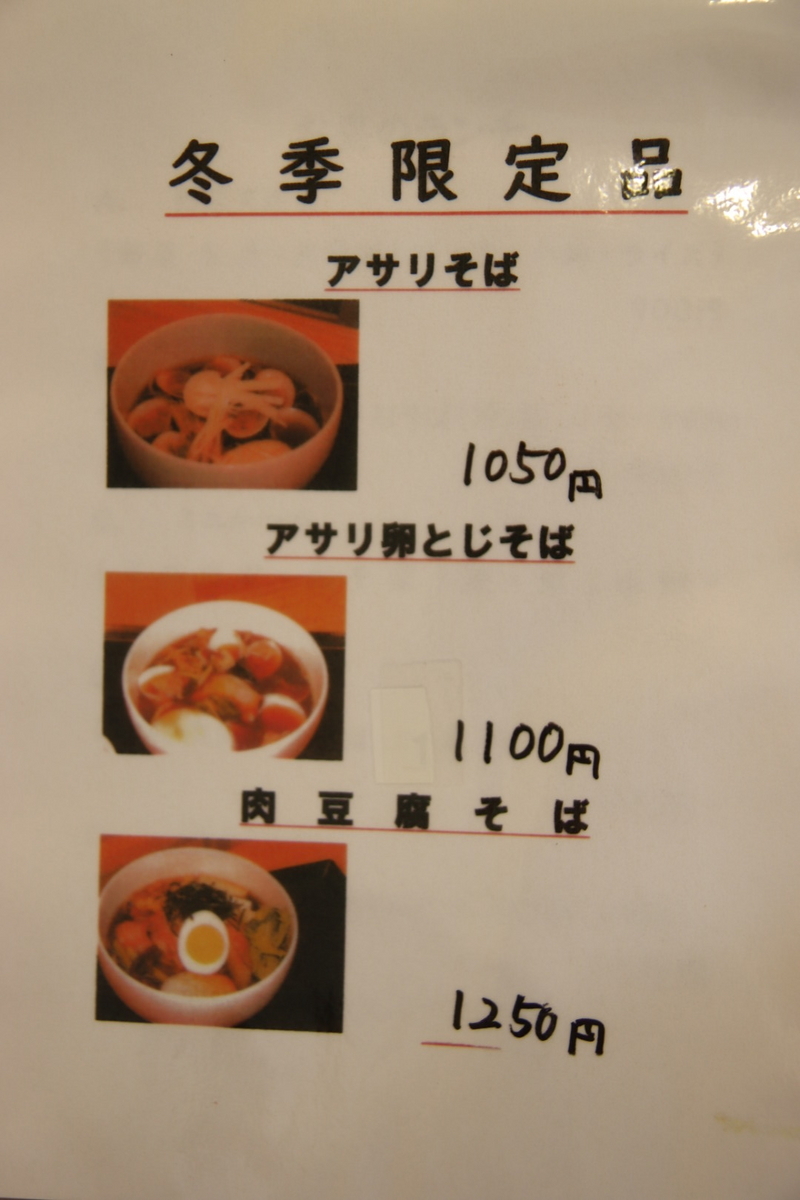 冬季限定品
アサリそば
1050円
アサリ卵とじそば
1100円
肉豆腐そば
1250円